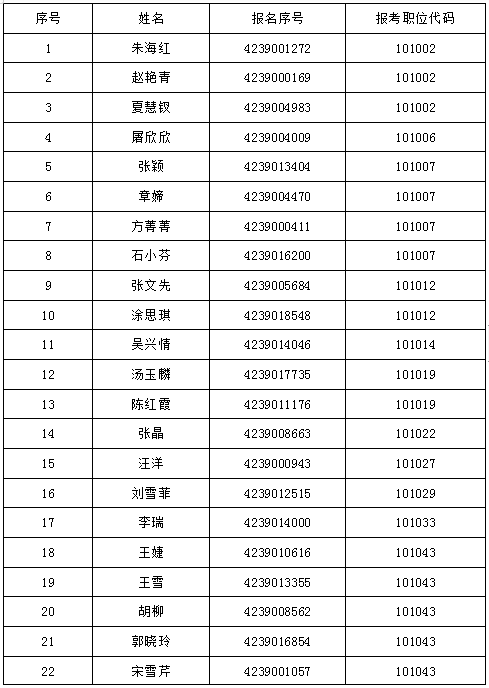 序号 姓名 报名序号 报考职位代码
1 朱海红 4239001272 101002
2 赵艳青 4239000169 101002
3 夏慧钗 4239004983 101002
4 屠欣欣 4239004009 101006
5 张颖 4239013404 101007
6 章媂 4239004470 101007
7 方菁菁 4239000411 101007
8 石小芬 4239016200 101007
9 张文先 4239005684 101012
10 涂思琪 4239018548 101012
11 吴兴情 4239014046 101014
12 汤玉麟 4239017735 101019
13 陈红霞 4239011176 101019
14 张晶 4239008663 101022
15 汪洋 4239000943 101027
16 刘雪菲 4239012515 101029
17 李瑞 4239014000 101033
18 王婕 4239010616 101043
19 王雪 4239013355 101043
20 胡柳 4239008562 101043
21 郭晓玲 4239016854 101043
22 宋雪芹 4239001057 101043